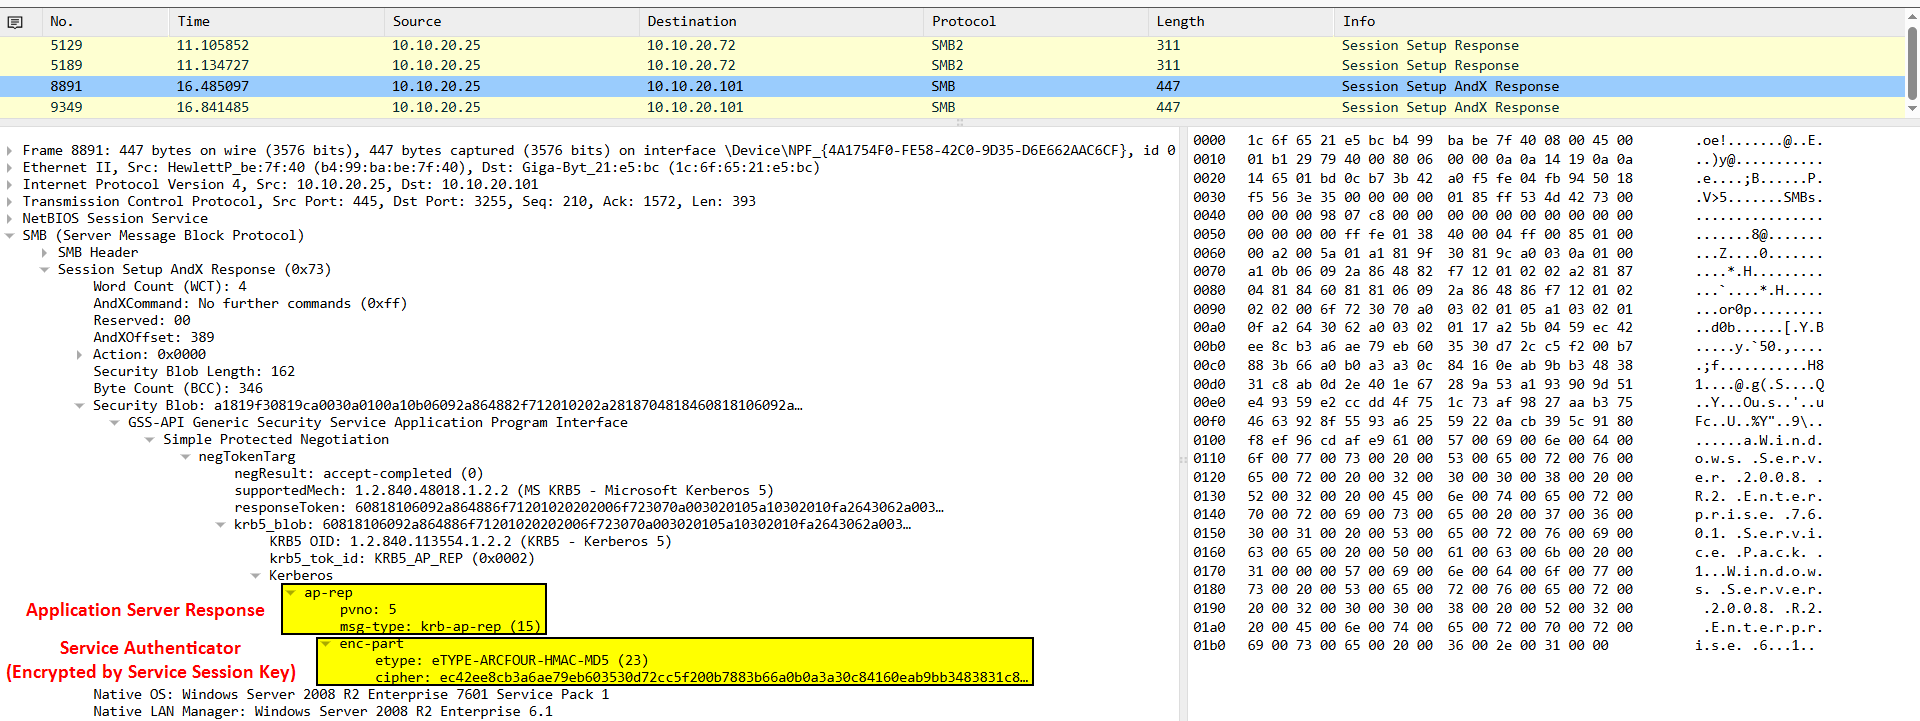 No. Time Source Destination Protocol Length Info
5129 11.105852 10.10.20.25 10.10.20.72 SMB2 311 Session Setup Response
5189 11.134727 10.10.20.25 10.10.20.72 SMB2 311 Session Setup Response
8891 16.485097 10.10.20.25 10.10.20.101 SMB 447 Session Setup AndX Response
9349 16.841485 10.10.20.25 10.10.20.101 SMB 447 Session Setup AndX Response
Frame 8891: 447 bytes on wire (3576 bits), 447 bytes captured (3576 bits) on interface \Device\NPF_{4A1754F0-FE58-42C0-9D35-D6E662AAC6CF}, id 0
Ethernet II, Src: HewlettP_be:7f:40 (b4:99:ba:be:7f:40), Dst: Giga-Byt_21:e5:bc (1c:6f:65:21:e5:bc)
Internet Protocol Version 4, Src: 10.10.20.25, Dst: 10.10.20.101
Transmission Control Protocol, Src Port: 445, Dst Port: 3255, Seq: 210, Ack: 1572, Len: 393
NetBIOS Session Service
SMB (Server Message Block Protocol)
SMB Header
Session Setup AndX Response (0x73)
Word Count (WCT): 4
AndXCommand: No further commands (0xff)
Reserved: 00
AndXOffset: 389
Action: 0x0000
Security Blob Length: 162
Byte Count (BCC): 346
Security Blob: a1819f30819ca0030a0100a10b06092a864882f712010202a2818704818460818106092a…
GSS-API Generic Security Service Application Program Interface
Simple Protected Negotiation
negTokenTarg
negResult: accept-completed (0)
supportedMech: 1.2.840.48018.1.2.2 (MS KRB5 - Microsoft Kerberos 5)
responseToken: 60818106092a864886f71201020202006f723070a003020105a10302010fa2643062a003…
krb5_blob: 60818106092a864886f71201020202006f723070a003020105a10302010fa2643062a003…
KRB5 OID: 1.2.840.113554.1.2.2 (KRB5 - Kerberos 5)
krb5_tok_id: KRB5_AP_REP (0x0002)
Kerberos
ap-rep
Application Server Response
pvno: 5
msg-type: krb-ap-rep (15)
Service Authenticator
(Encrypted by Service Session Key)
enc-part
etype: eTYPE-ARCFOUR-HMAC-MD5 (23)
cipher: ec42ee8cb3a6ae79eb603530d72cc5f200b7883b66a0b0a3a30c84160eab9bb3483831c8…
Native OS: Windows Server 2008 R2 Enterprise 7601 Service Pack 1
Native LAN Manager: Windows Server 2008 R2 Enterprise 6.1
0000 1c 6f 65 21 e5 bc b4 99 ba be 7f 40 08 00 45 00 .oe!.......@..E.
0010 01 b1 29 79 40 00 80 06 00 00 0a 0a 14 19 0a 0a ..)y@...........
0020 14 65 01 bd 0c b7 3b 42 a0 f5 fe 04 fb 94 50 18 .e....;B......P.
0030 f5 56 3e 35 00 00 00 00 01 85 ff 53 4d 42 73 00 .V>5.......SMBs.
0040 00 00 00 98 07 c8 00 00 00 00 00 00 00 00 00 00 ................
0050 00 00 00 00 ff fe 01 38 40 00 04 ff 00 85 01 00 .......8@.......
0060 00 a2 00 5a 01 a1 81 9f 30 81 9c a0 03 0a 01 00 ...Z....0.......
0070 a1 0b 06 09 2a 86 48 82 f7 12 01 02 02 a2 81 87 ....*.H.........
0080 04 81 84 60 81 81 06 09 2a 86 48 86 f7 12 01 02 ...`....*.H.....
0090 02 02 00 6f 72 30 70 a0 03 02 01 05 a1 03 02 01 ...or0p.........
00a0 0f a2 64 30 62 a0 03 02 01 17 a2 5b 04 59 ec 42 ..d0b......[.Y.B
00b0 ee 8c b3 a6 ae 79 eb 60 35 30 d7 2c c5 f2 00 b7 .....y.`50.,....
00c0 88 3b 66 a0 b0 a3 a3 0c 84 16 0e ab 9b b3 48 38 .;f...........H8
00d0 31 c8 ab 0d 2e 40 1e 67 28 9a 53 a1 93 90 9d 51 1....@.g(.S....Q
00e0 e4 93 59 e2 cc dd 4f 75 1c 73 af 98 27 aa b3 75 ..Y...Ou.s..'..u
00f0 46 63 92 8f 55 93 a6 25 59 22 0a cb 39 5c 91 80 Fc..U..%Y"..9\..
0100 f8 ef 96 cd af e9 61 00 57 00 69 00 6e 00 64 00 ......a.W.i.n.d.
0110 6f 00 77 00 73 00 20 00 53 00 65 00 72 00 76 00 o.w.s. .S.e.r.v.
0120 65 00 72 00 20 00 32 00 30 00 30 00 38 00 20 00 e.r. .2.0.0.8. .
0130 52 00 32 00 20 00 45 00 6e 00 74 00 65 00 72 00 R.2. .E.n.t.e.r.
0140 70 00 72 00 69 00 73 00 65 00 20 00 37 00 36 00 p.r.i.s.e. .7.6.
0150 30 00 31 00 20 00 53 00 65 00 72 00 76 00 69 00 0.1. .S.e.r.v.i.
0160 63 00 65 00 20 00 50 00 61 00 63 00 6b 00 20 00 c.e. .P.a.c.k. .
0170 31 00 00 00 57 00 69 00 6e 00 64 00 6f 00 77 00 1...W.i.n.d.o.w.
0180 73 00 20 00 53 00 65 00 72 00 76 00 65 00 72 00 s. .S.e.r.v.e.r.
0190 20 00 32 00 30 00 30 00 38 00 20 00 52 00 32 00 .2.0.0.8. .R.2.
01a0 20 00 45 00 6e 00 74 00 65 00 72 00 70 00 72 00 .E.n.t.e.r.p.r.
01b0 69 00 73 00 65 00 20 00 36 00 2e 00 31 00 00 i.s.e. .6...1..